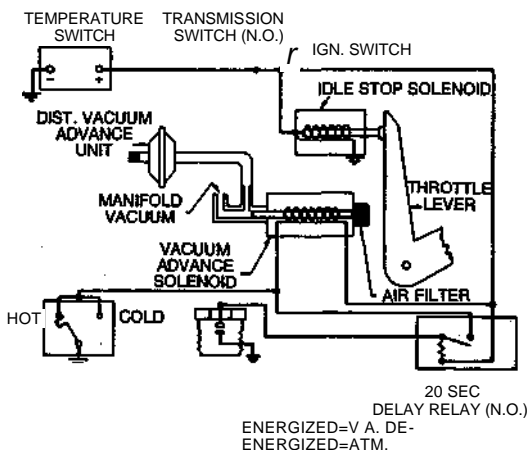 TEMPERATURE
SWITCH
TRANSMISSION
SWITCH (N.O.)
r IGN. SWITCH
- +
IDLE STOP SOLENOID
DIST. VACUUM
ADVANCE
UNIT
MANIFOLD
VACUUM
THROTTLE
LEVER
VACUUM
ADVANCE
SOLENOID
AIR FILTER
HOT
COLD
20 SEC
DELAY RELAY (N.O.)
ENERGIZED=V A. DE-
ENERGIZED=ATM.